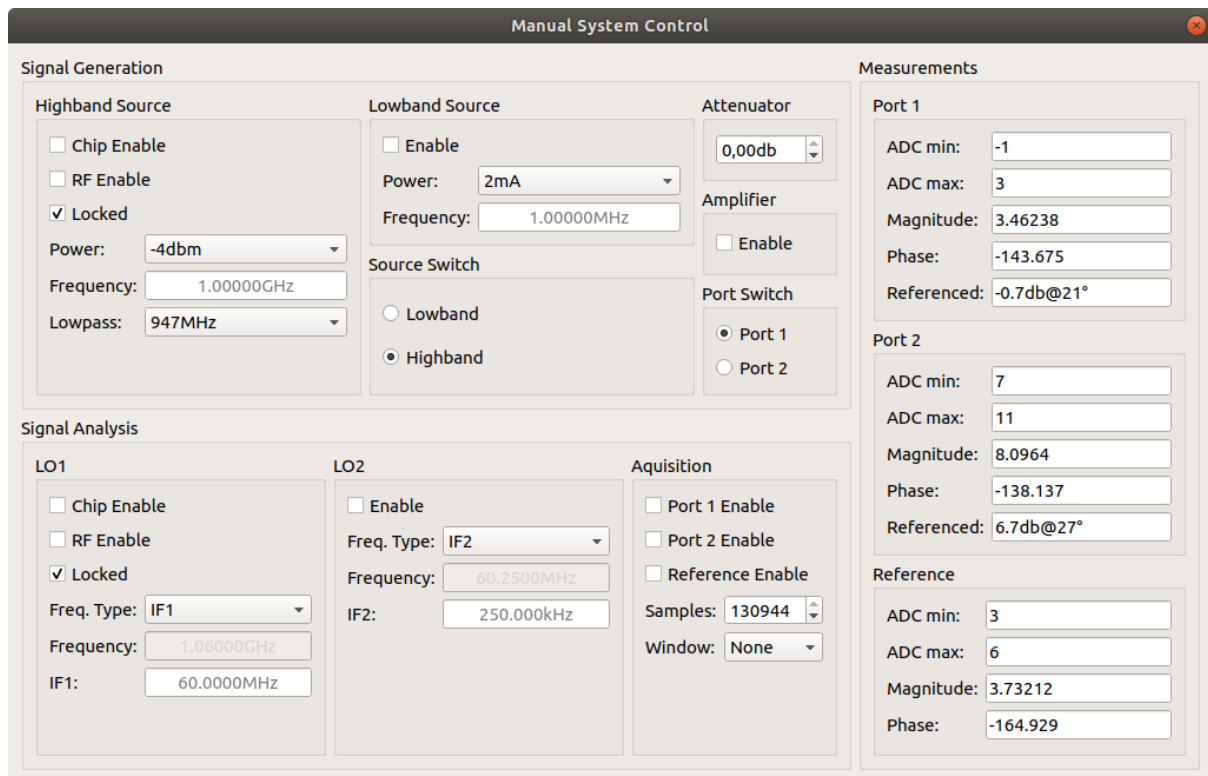 Manual System Control
Signal Generation
Highband Source
Chip Enable
RF Enable
Locked
Power: -4dbm
Frequency: 1.00000GHz
Lowpass: 947MHz
Lowband Source
Enable
Power: 2mA
Frequency: 1.00000MHz
Source Switch
Lowband
Highband
Attenuator
0,00db
Amplifier
Enable
Port Switch
Port 1
Port 2
Signal Analysis
LO1
Chip Enable
RF Enable
Locked
Freq. Type: IF1
Frequency: 1.06000GHz
IF1: 60.0000MHz
LO2
Enable
Freq. Type: IF2
Frequency: 60.2500MHz
IF2: 250.000kHz
Aquisition
Port 1 Enable
Port 2 Enable
Reference Enable
Samples: 130944
Window: None
Measurements
Port 1
ADC min: -1
ADC max: 3
Magnitude: 3.46238
Phase: -143.675
Referenced: -0.7db@21°
Port 2
ADC min: 7
ADC max: 11
Magnitude: 8.0964
Phase: -138.137
Referenced: 6.7db@27°
Reference
ADC min: 3
ADC max: 6
Magnitude: 3.73212
Phase: -164.929